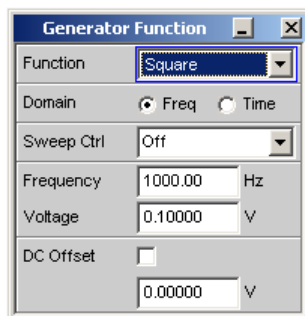 Generator Function
Function Square
Domain Freq Time
Sweep Ctrl Off
Frequency 1000.00 Hz
Voltage 0.10000 V
DC Offset
0.00000 V